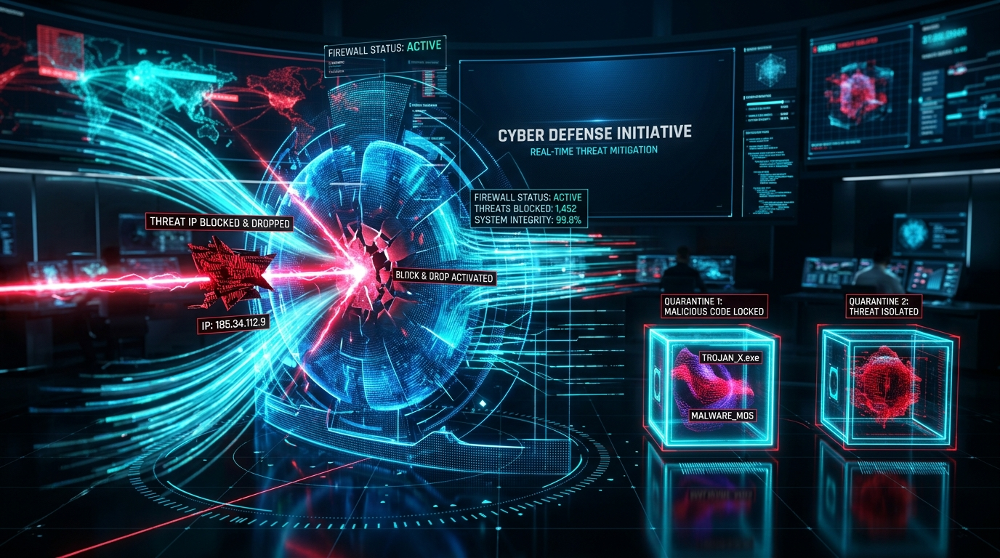 FIREWALL STATUS: ACTIVE
CYBER DEFENSE INITIATIVE
REAL-TIME THREAT MITIGATION
FIREWALL STATUS: ACTIVE
THREATS BLOCKED: 1,452
SYSTEM INTEGRITY: 99.8%
THREAT IP BLOCKED & DROPPED
BLOCK & DROP ACTIVATED
IP: 185.34.112.9
QUARANTINE 1:
MALICIOUS CODE LOCKED
TROJAN_X.exe
MALWARE_MOS
QUARANTINE 2:
THREAT ISOLATED